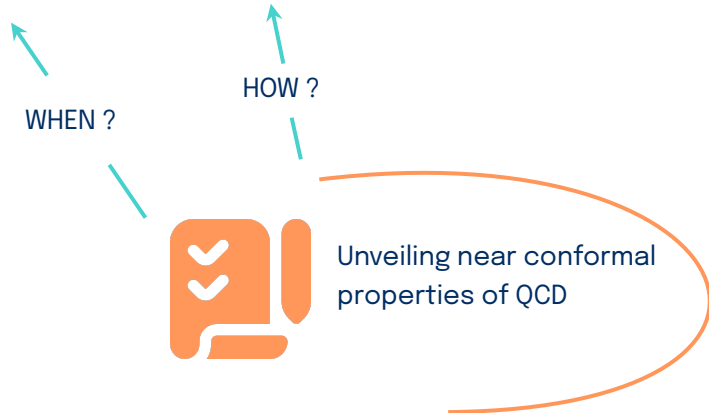 HOW ?
WHEN ?
Unveiling near conformal
properties of QCD